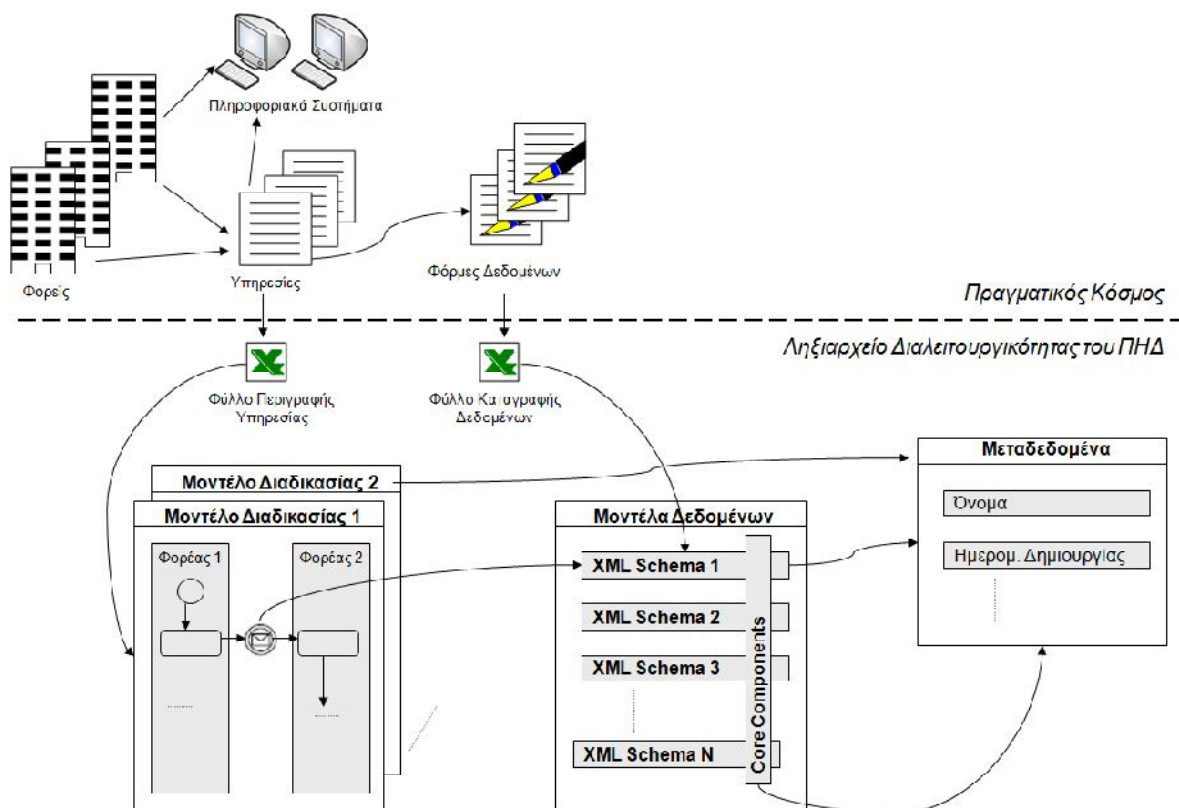 Πληροφοριακά Συστήματα
Φορείς
Υπηρεσίες
Φόρμες Δεδομένων
Πραγματικός Κόσμος
Ληξιαρχείο Διαλειτουργικότητας του ΠΗΔ
Φύλλο Περιγραφής
Υπηρεσίας
Φύλλο Καταγραφής
Δεδομένων
Μοντέλο Διαδικασίας 2
Μοντέλο Διαδικασίας 1
Φορέας 1
Φορέας 2
Μοντέλα Δεδομένων
XML Schema 1
XML Schema 2
XML Schema 3
XML Schema N
Core Components
Μεταδεδομένα
Όνομα
Ημερομ. Δημιουργίας